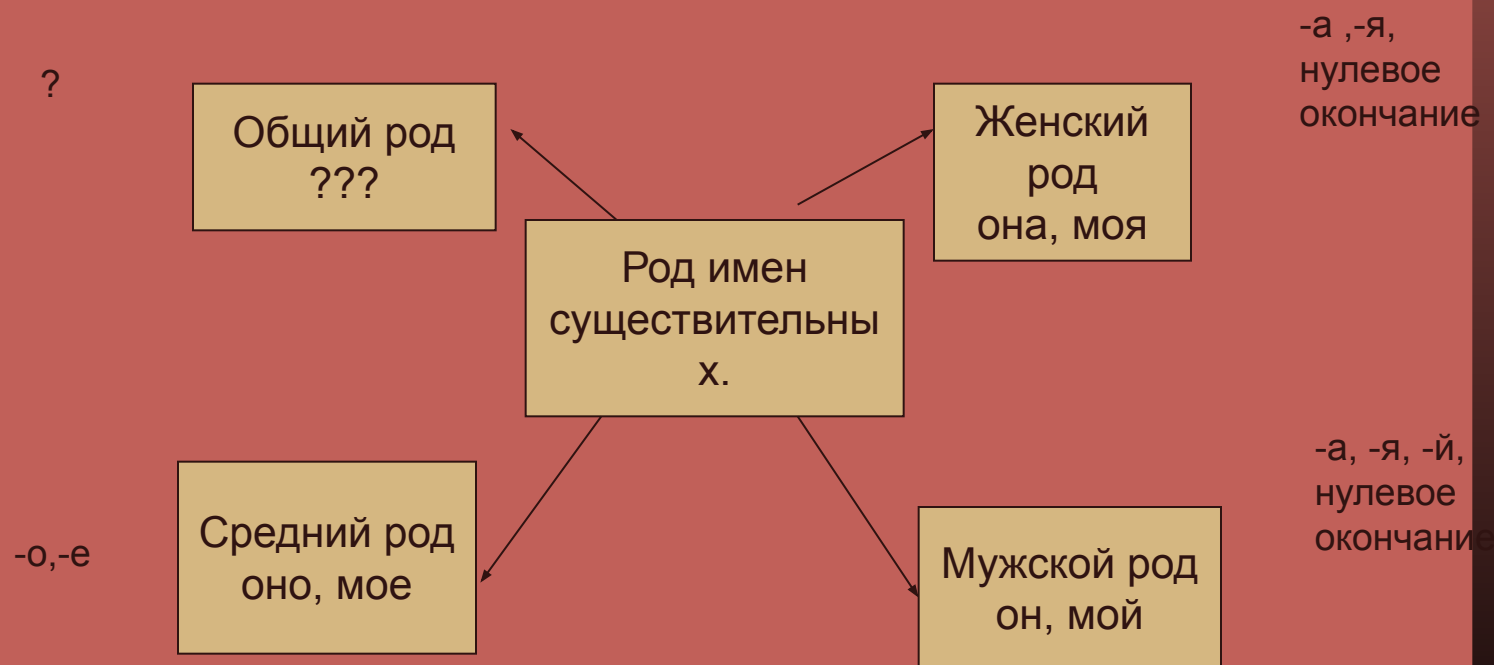 ?
Общий род
???
Женский
род
она, моя
-а ,-я,
нулевое
окончание
Род имен
существительны
х.
-о,-е
Средний род
оно, мое
Мужской род
он, мой
-а, -я, -й,
нулевое
окончание